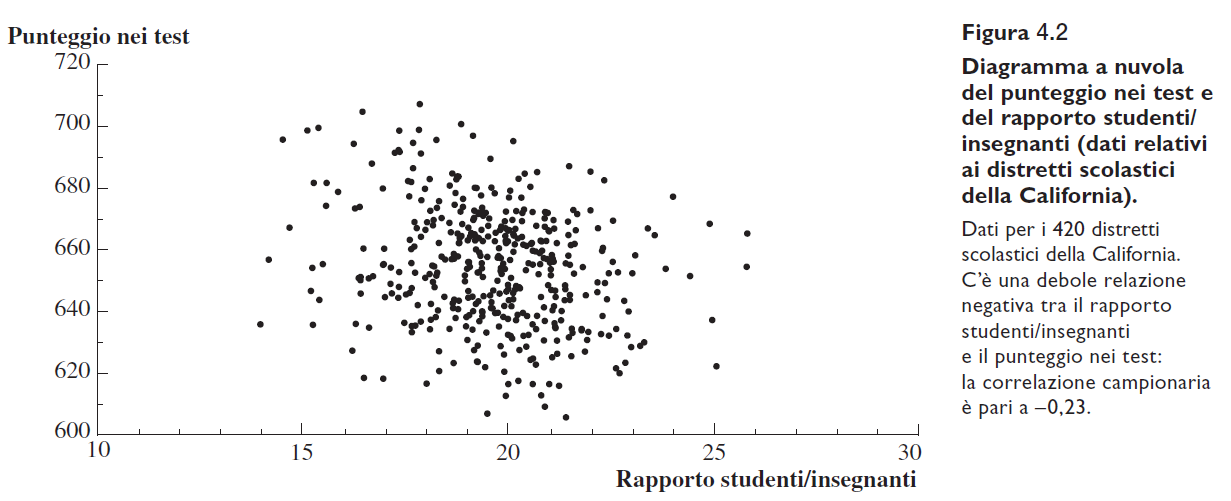 Punteggio nei test
720
700
680
660
640
620
600
10
15
20
25
30
Rapporto studenti/insegnanti
Figura 4.2
Diagramma a nuvola
del punteggio nei test e
del rapporto studenti/
insegnanti (dati relativi
ai distretti scolastici
della California).
Dati per i 420 distretti
scolastici della California.
C'è una debole relazione
negativa tra il rapporto
studenti/insegnanti
e il punteggio nei test:
la correlazione campionaria
è pari a –0,23.